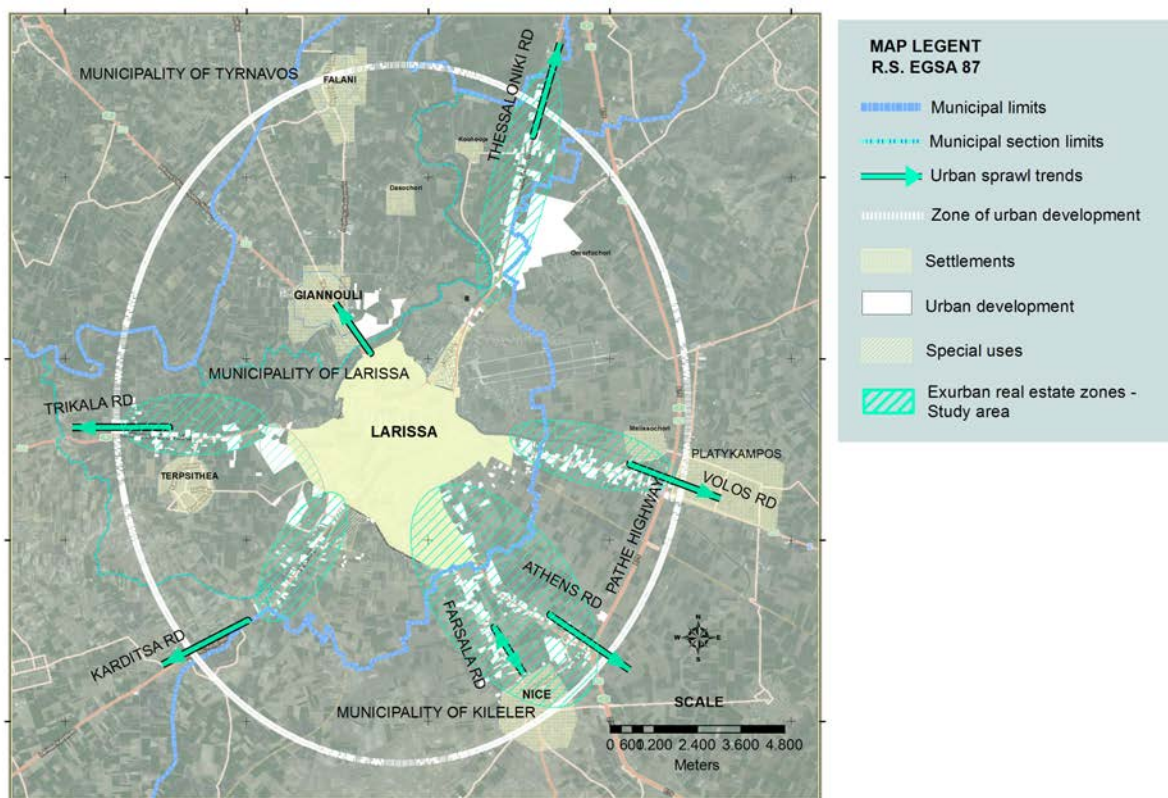 MUNICIPALITY OF TYRNAVOS
FALANI
THESSALONIKI RD
GIANNOULI
MUNICIPALITY OF LARISSA
TRIKALA RD
LARISSA
TERPSITHEA
PLATYKAMPOS
VOLOS RD
PATHE HIGHWAY
ATHENS RD
FARSALA RD
KARDITSA RD
NICE
MUNICIPALITY OF KILELER
N
W
E
S
SCALE
0 600 1.200 2.400 3.600 4.800
Meters
MAP LEGENT
R.S. EGSA 87
Municipal limits
Municipal section limits
Urban sprawl trends
Zone of urban development
Settlements
Urban development
Special uses
Exurban real estate zones -
Study area